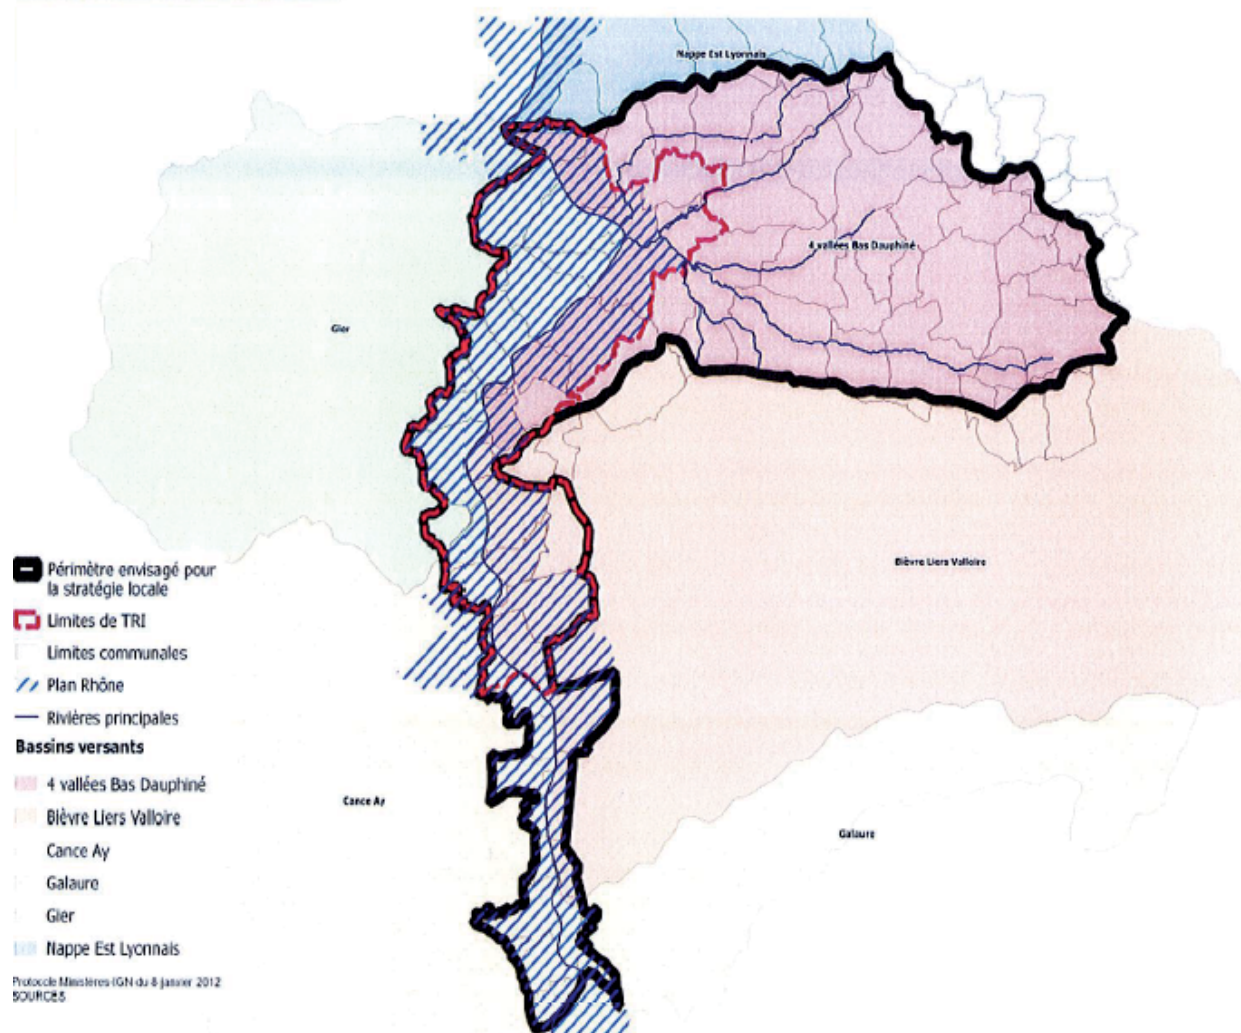 Nappe Est Lyonnais
4 vallées Bas Dauphiné
Gier
Bièvre Liers Valloire
Cance Ay
Galaure
Périmètre envisagé pour
la stratégie locale
Limites de TRI
Limites communales
Plan Rhône
Rivières principales
Bassins versants
4 vallées Bas Dauphiné
Bièvre Liers Valloire
Cance Ay
Galaure
Gier
Nappe Est Lyonnais
Protocole Ministères-IGN du 8 janvier 2012
SOURCES